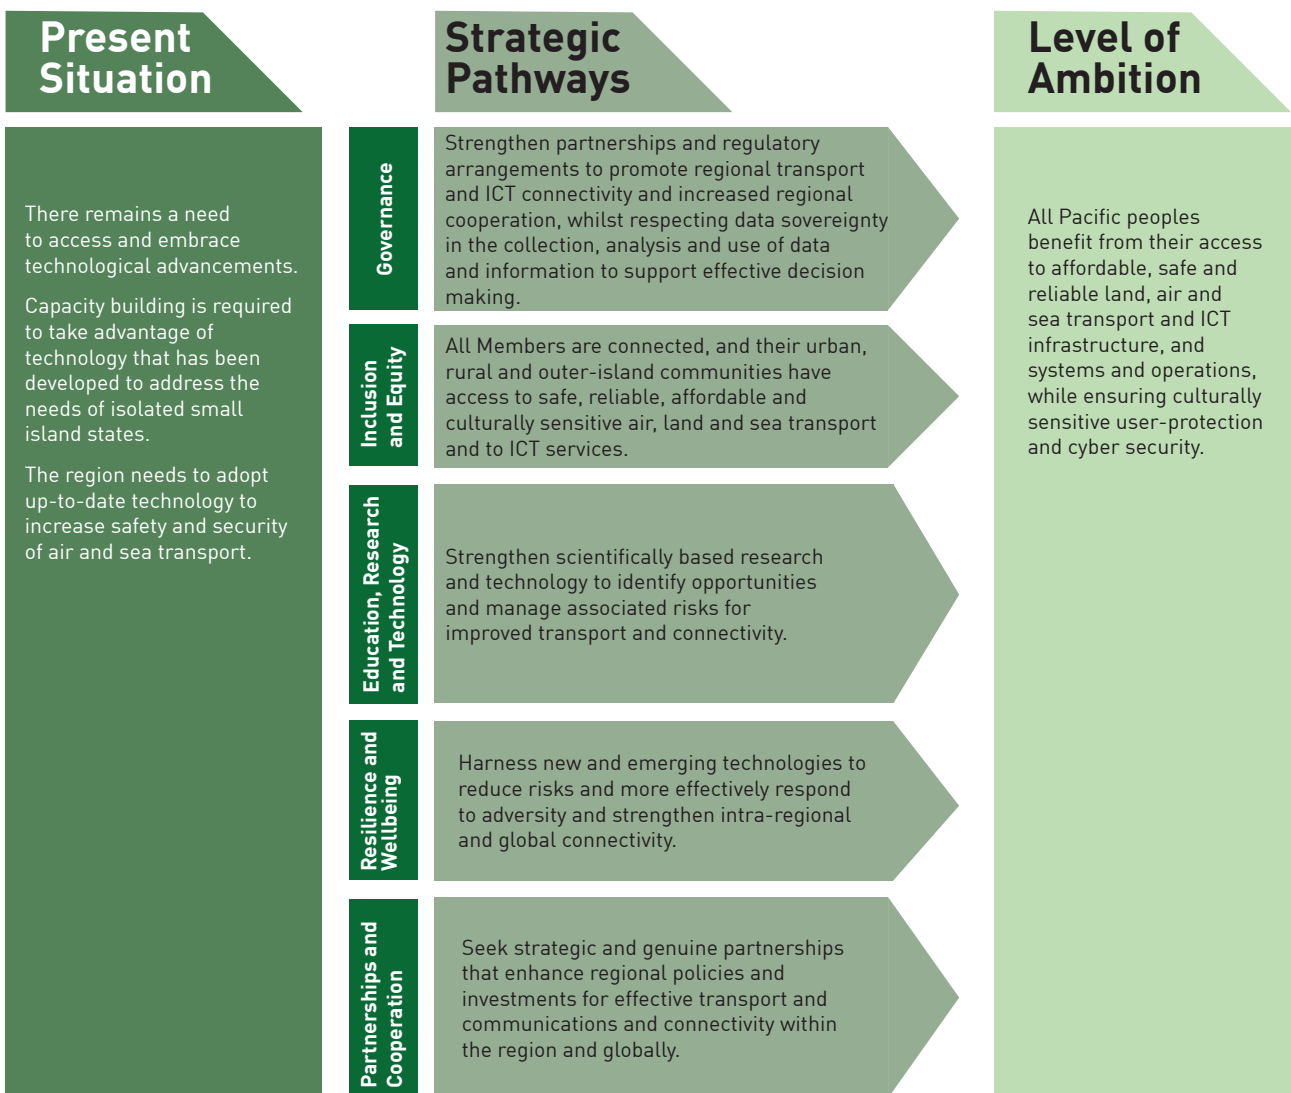 Present
Situation
There remains a need
to access and embrace
technological advancements.
Capacity building is required
to take advantage of
technology that has been
developed to address the
needs of isolated small
island states.
The region needs to adopt
up-to-date technology to
increase safety and security
of air and sea transport.
Strategic
Pathways
Governance
Strengthen partnerships and regulatory
arrangements to promote regional transport
and ICT connectivity and increased regional
cooperation, whilst respecting data sovereignty
in the collection, analysis and use of data
and information to support effective decision
making.
Inclusion
and Equity
All Members are connected, and their urban,
rural and outer-island communities have
access to safe, reliable, affordable and
culturally sensitive air, land and sea transport
and to ICT services.
Education, Research
and Technology
Strengthen scientifically based research
and technology to identify opportunities
and manage associated risks for
improved transport and connectivity.
Resilience and
Wellbeing
Harness new and emerging technologies to
reduce risks and more effectively respond
to adversity and strengthen intra-regional
and global connectivity.
Partnerships and
Cooperation
Seek strategic and genuine partnerships
that enhance regional policies and
investments for effective transport and
communications and connectivity within
the region and globally.
Level of
Ambition
All Pacific peoples
benefit from their access
to affordable, safe and
reliable land, air and
sea transport and ICT
infrastructure, and
systems and operations,
while ensuring culturally
sensitive user-protection
and cyber security.